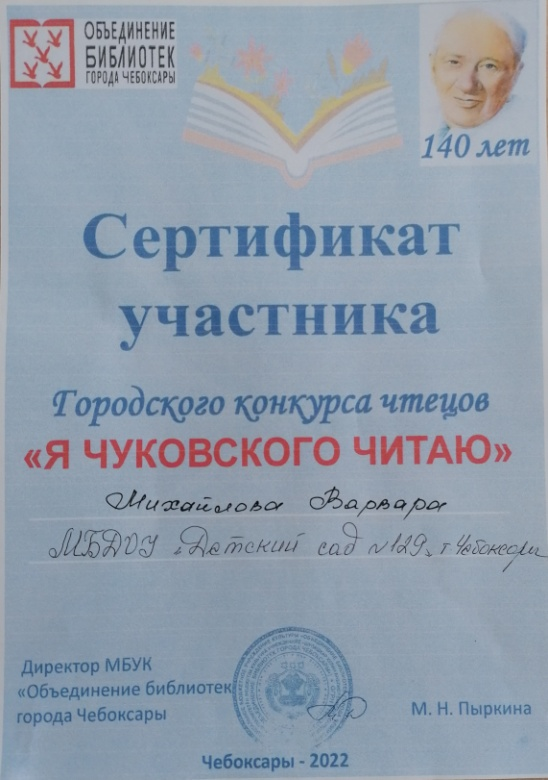 ОБЪЕДИНЕНИЕ
БИБЛИОТЕК
ГОРОДА ЧЕБОКСАРЫ
140 лет
Сертификат
участника
Городского конкурса чтецов
«Я ЧУКОВСКОГО ЧИТАЮ»
Михайлова Варвара
МБДОУ „Детский сад №129" г. Чебоксары
Директор МБУК
«Объединение библиотек
города Чебоксары
М. Н. Пыркина
Чебоксары - 2022